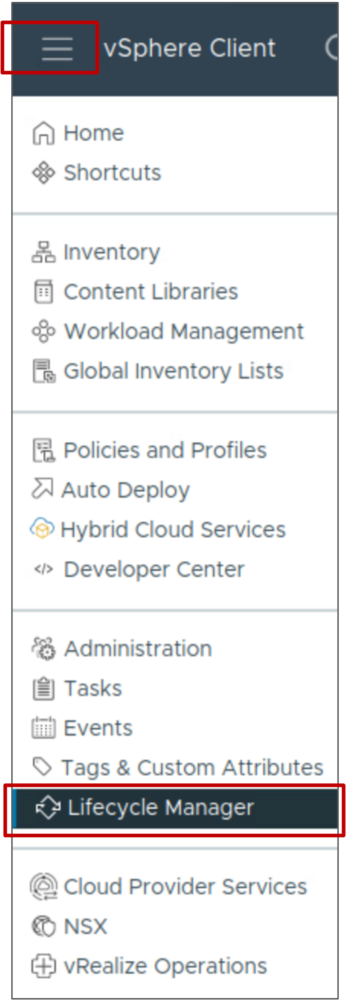 vSphere Client
Home
Shortcuts
Inventory
Content Libraries
Workload Management
Global Inventory Lists
Policies and Profiles
Auto Deploy
Hybrid Cloud Services
Developer Center
Administration
Tasks
Events
Tags & Custom Attributes
Lifecycle Manager
Cloud Provider Services
NSX
vRealize Operations